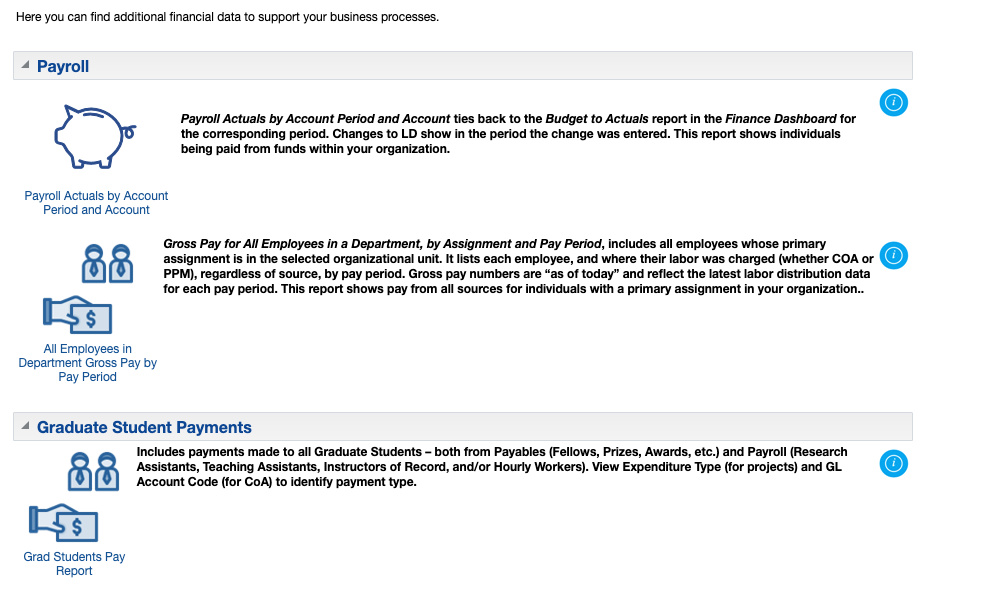 Here you can find additional financial data to support your business processes.
Payroll
Payroll Actuals by Account Period and Account ties back to the Budget to Actuals report in the Finance Dashboard for
the corresponding period. Changes to LD show in the period the change was entered. This report shows individuals
being paid from funds within your organization.
i
Payroll Actuals by Account
Period and Account
Gross Pay for All Employees in a Department, by Assignment and Pay Period, includes all employees whose primary
assignment is in the selected organizational unit. It lists each employee, and where their labor was charged (whether COA or
PPM), regardless of source, by pay period. Gross pay numbers are “as of today” and reflect the latest labor distribution data
for each pay period. This report shows pay from all sources for individuals with a primary assignment in your organization..
i
$
All Employees in
Department Gross Pay by
Pay Period
Graduate Student Payments
Includes payments made to all Graduate Students – both from Payables (Fellows, Prizes, Awards, etc.) and Payroll (Research
Assistants, Teaching Assistants, Instructors of Record, and/or Hourly Workers). View Expenditure Type (for projects) and GL
Account Code (for CoA) to identify payment type.
i
$
Grad Students Pay
Report